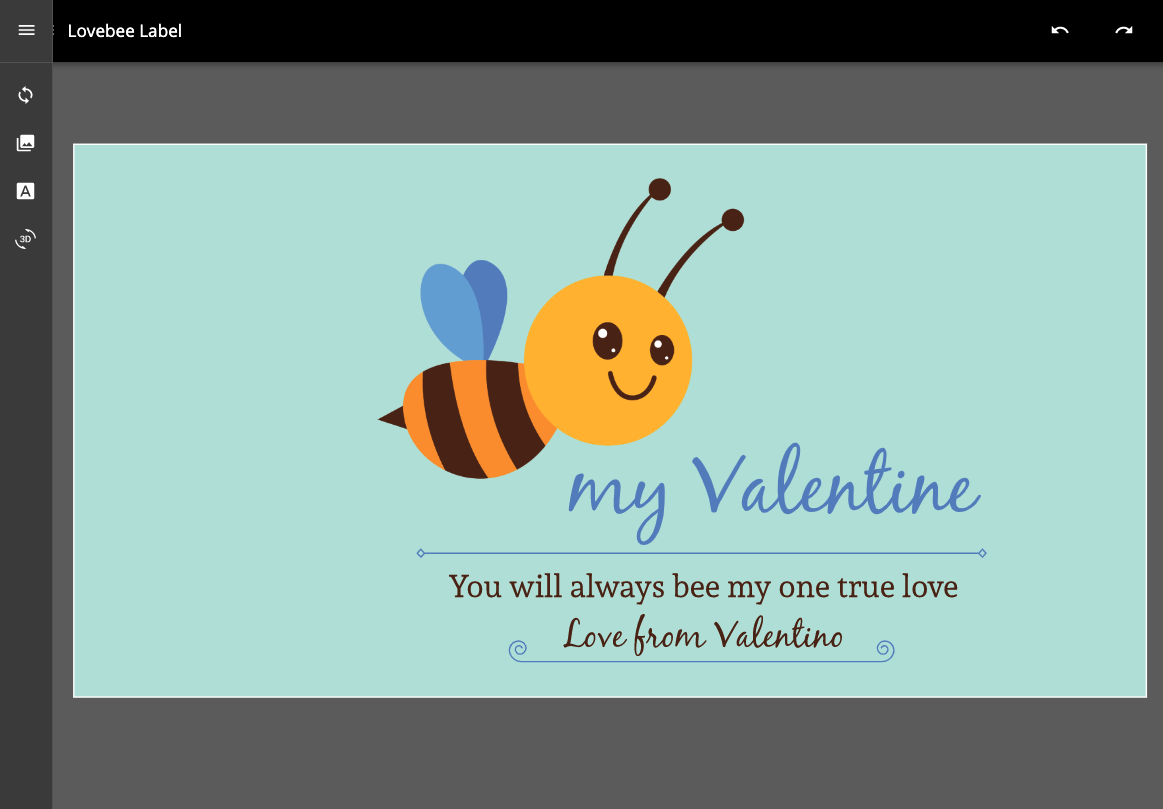 Lovebee Label
A
3D
my Valentine
You will always bee my one true love
Love from Valentino